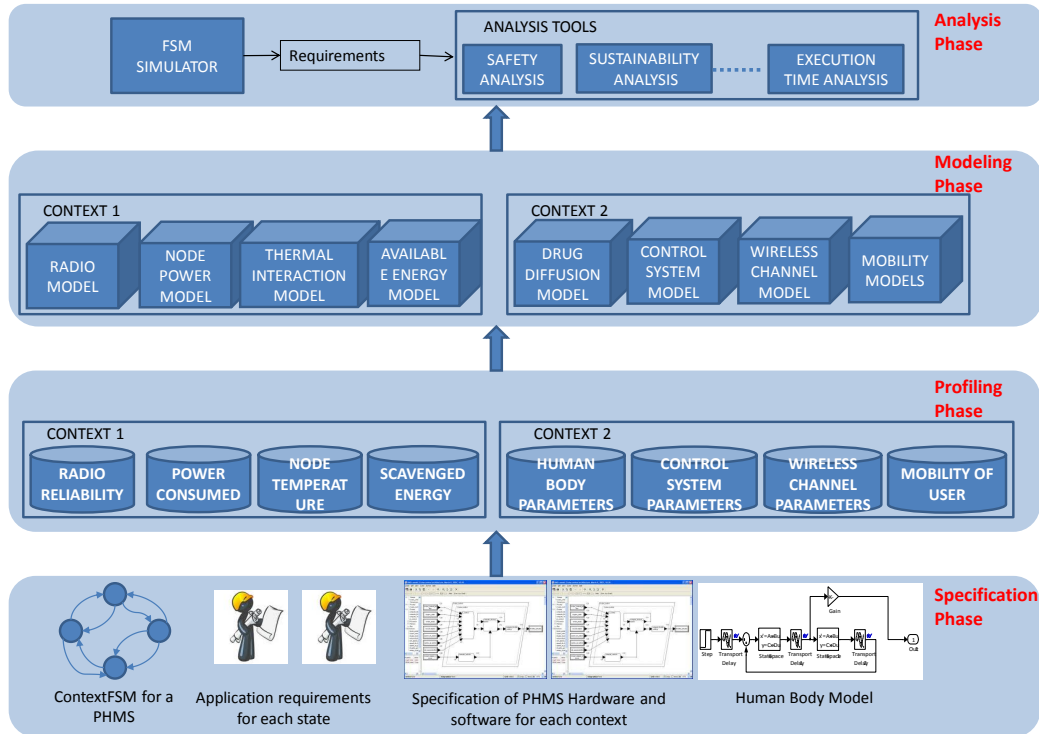 Analysis
Phase
FSM
SIMULATOR
Requirements
ANALYSIS TOOLS
SAFETY
ANALYSIS
SUSTAINABILITY
ANALYSIS
EXECUTION
TIME ANALYSIS
Modeling
Phase
CONTEXT 1
RADIO
MODEL
NODE
POWER
MODEL
THERMAL
INTERACTION
MODEL
AVAILABL
E ENERGY
MODEL
CONTEXT 2
DRUG
DIFFUSION
MODEL
CONTROL
SYSTEM
MODEL
WIRELESS
CHANNEL
MODEL
MOBILITY
MODELS
Profiling
Phase
CONTEXT 1
RADIO
RELIABILITY
POWER
CONSUMED
NODE
TEMPERAT
URE
SCAVENGED
ENERGY
CONTEXT 2
HUMAN
BODY
PARAMETERS
CONTROL
SYSTEM
PARAMETERS
WIRELESS
CHANNEL
PARAMETERS
MOBILITY OF
USER
Specification
Phase
ContextFSM for a
PHMS
Application requirements
for each state
Specification of PHMS Hardware and
software for each context
Step
Transport
Delay
Gain
Transport
Transport
1
Human Body Model